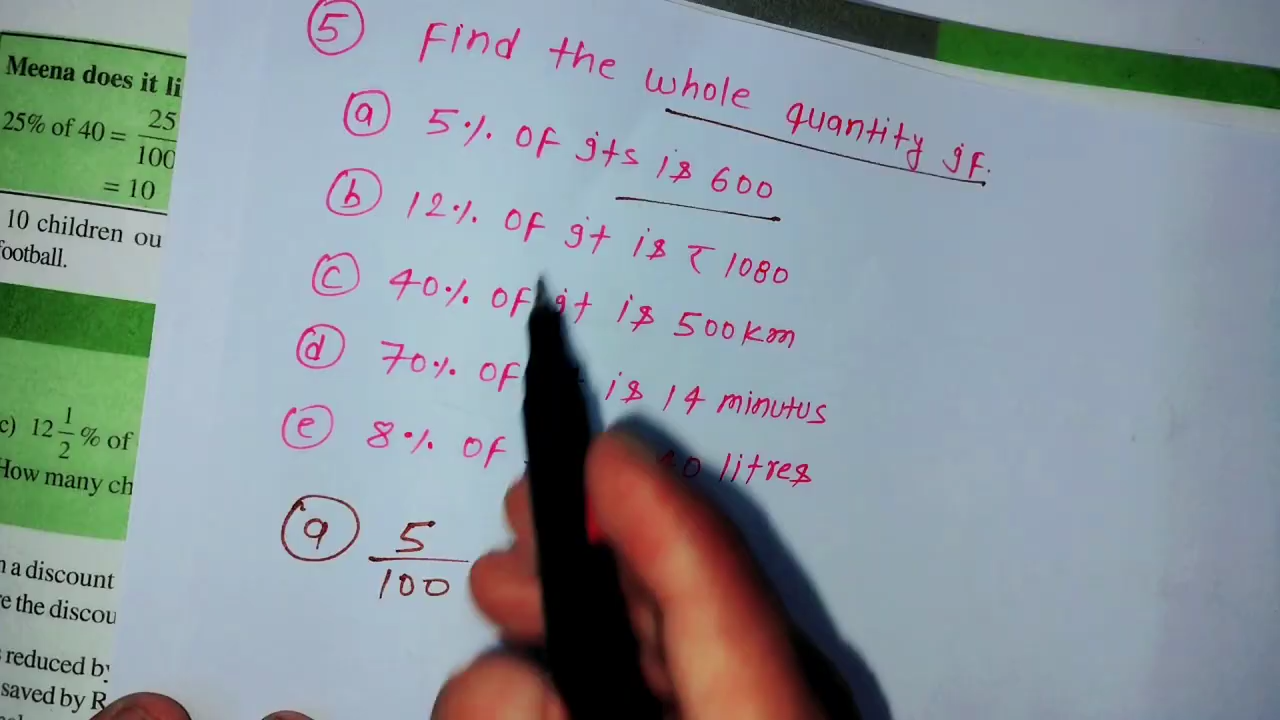 Meena does it li
25% of 40 = 25
100
= 10
10 children ou
football.
c) 12 1/2 % of
How many ch
n a discount
e the discou
reduced by
saved by R
5 Find the whole quantity if.
a 5% of its is 600
b 12% of it is ₹ 1080
c 40% of it is 500km
d 70% of is 14 minutus
e 8% of 40 litres
a 5
100